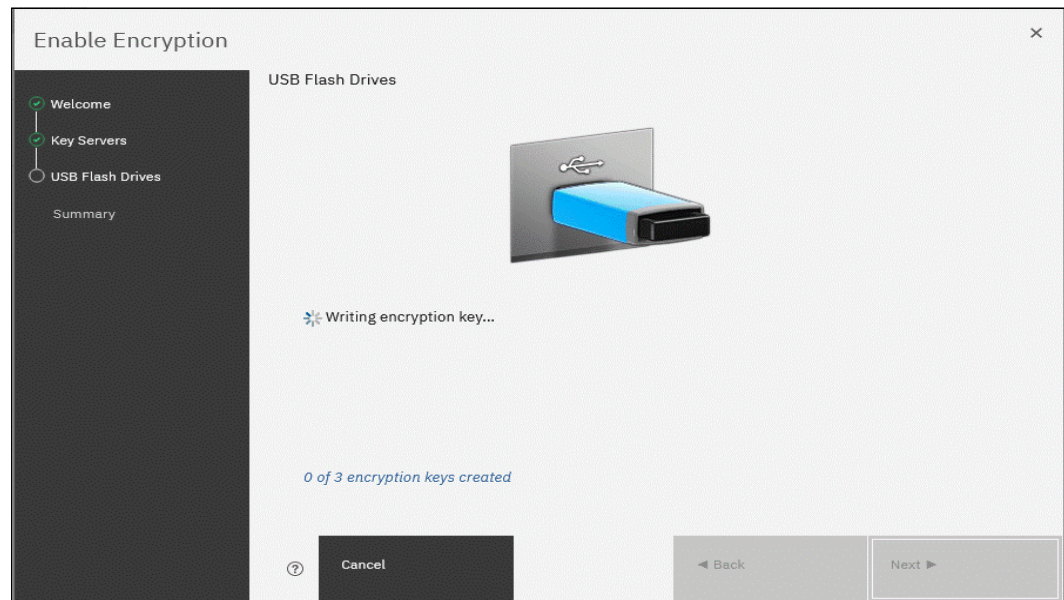 Enable Encryption
Welcome
Key Servers
USB Flash Drives
Summary
USB Flash Drives
Writing encryption key...
0 of 3 encryption keys created
?
Cancel
◄ Back
Next ►